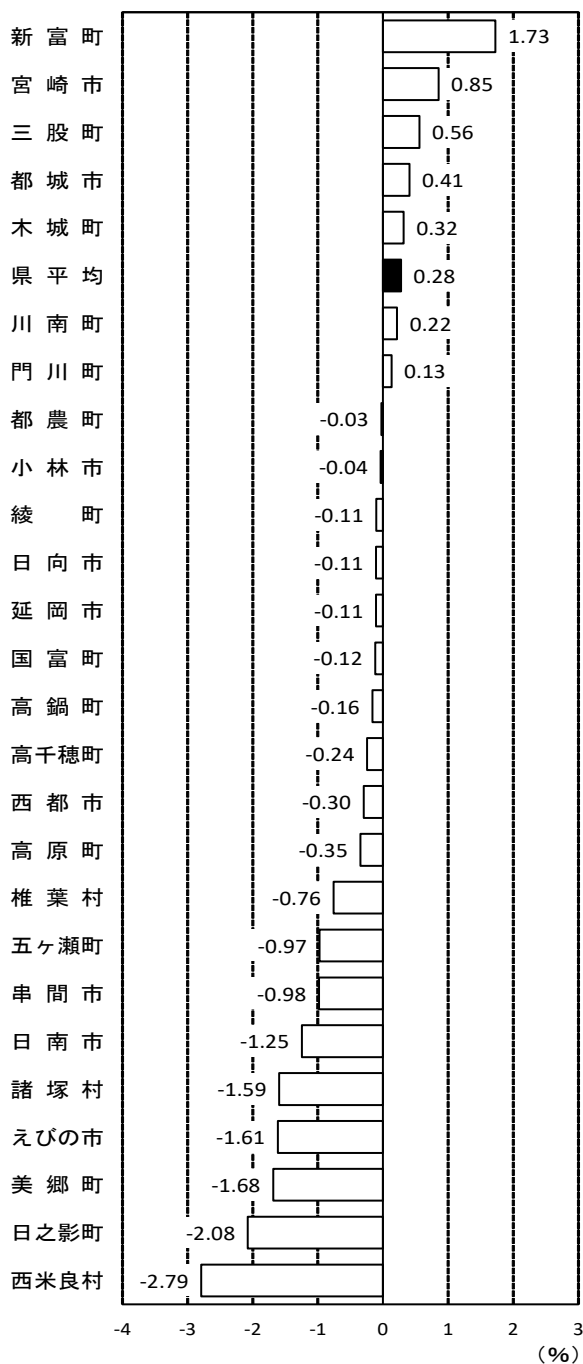 新富町 1.73
宮崎市 0.85
三股町 0.56
都城市 0.41
木城町 0.32
県平均 0.28
川南町 0.22
門川町 0.13
都農町 -0.03
小林市 -0.04
綾　町 -0.11
日向市 -0.11
延岡市 -0.11
国富町 -0.12
高鍋町 -0.16
高千穂町 -0.24
西都市 -0.30
高原町 -0.35
椎葉村 -0.76
五ヶ瀬町 -0.97
串間市 -0.98
日南市 -1.25
諸塚村 -1.59
えびの市 -1.61
美郷町 -1.68
日之影町 -2.08
西米良村 -2.79
-4 -3 -2 -1 0 1 2 3
(%)